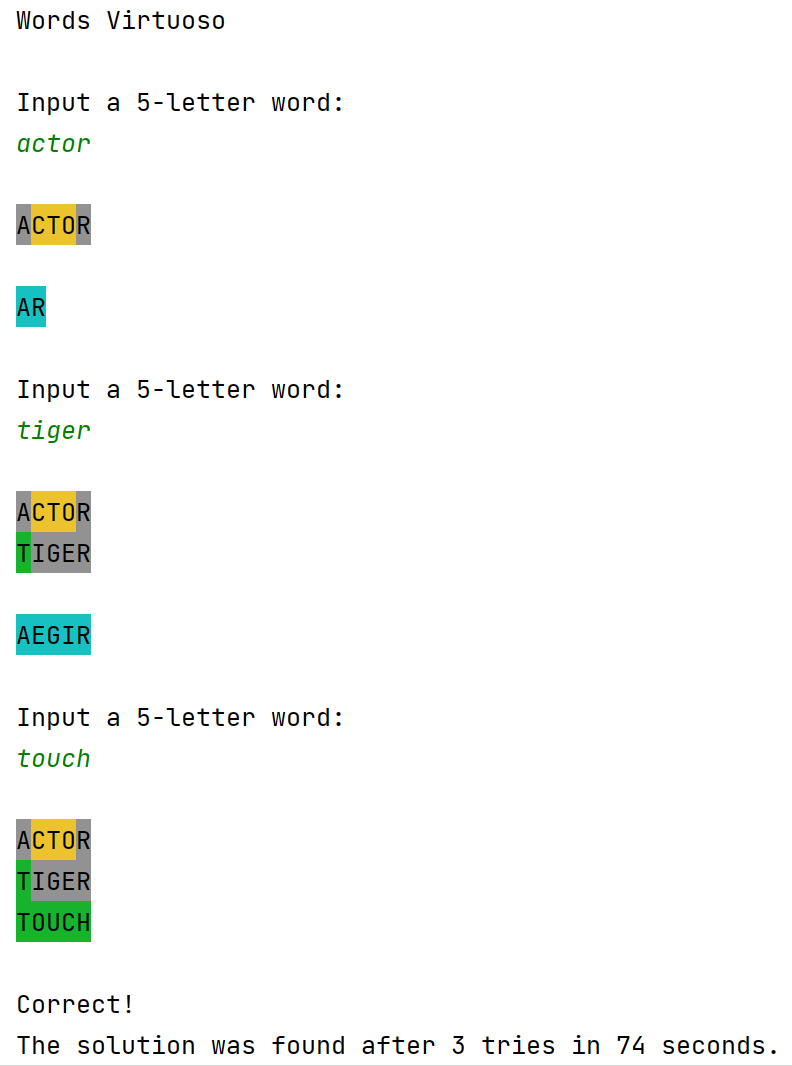 Words Virtuoso
Input a 5-letter word:
actor
ACTOR
AR
Input a 5-letter word:
tiger
ACTOR
TIGER
AEGIR
Input a 5-letter word:
touch
ACTOR
TIGER
TOUCH
Correct!
The solution was found after 3 tries in 74 seconds.